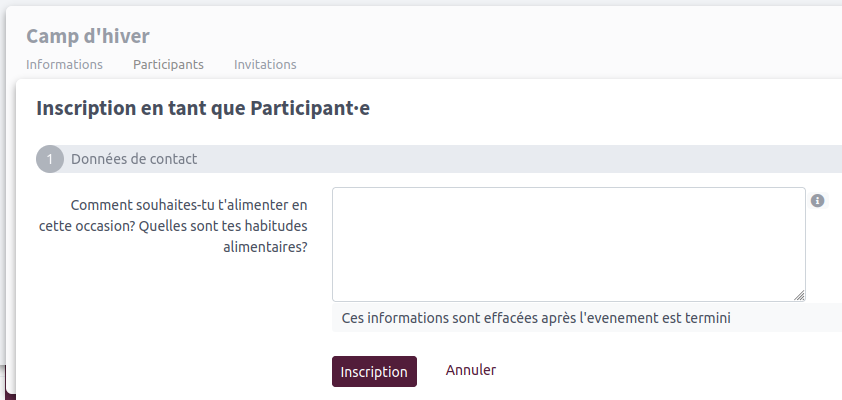 Camp d'hiver
Informations Participants Invitations
Inscription en tant que Participant·e
1 Données de contact
Comment souhaites-tu t'alimenter en
cette occasion? Quelles sont tes habitudes
alimentaires?
Ces informations sont effacées après l'evenement est termini
Inscription Annuler